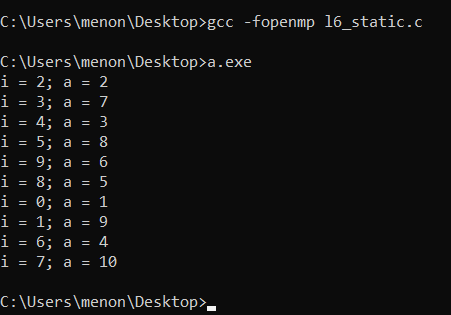 C:\Users\menon\Desktop>gcc -fopenmp l6_static.c
C:\Users\menon\Desktop>a.exe
i = 2; a = 2
i = 3; a = 7
i = 4; a = 3
i = 5; a = 8
i = 9; a = 6
i = 8; a = 5
i = 0; a = 1
i = 1; a = 9
i = 6; a = 4
i = 7; a = 10
C:\Users\menon\Desktop>